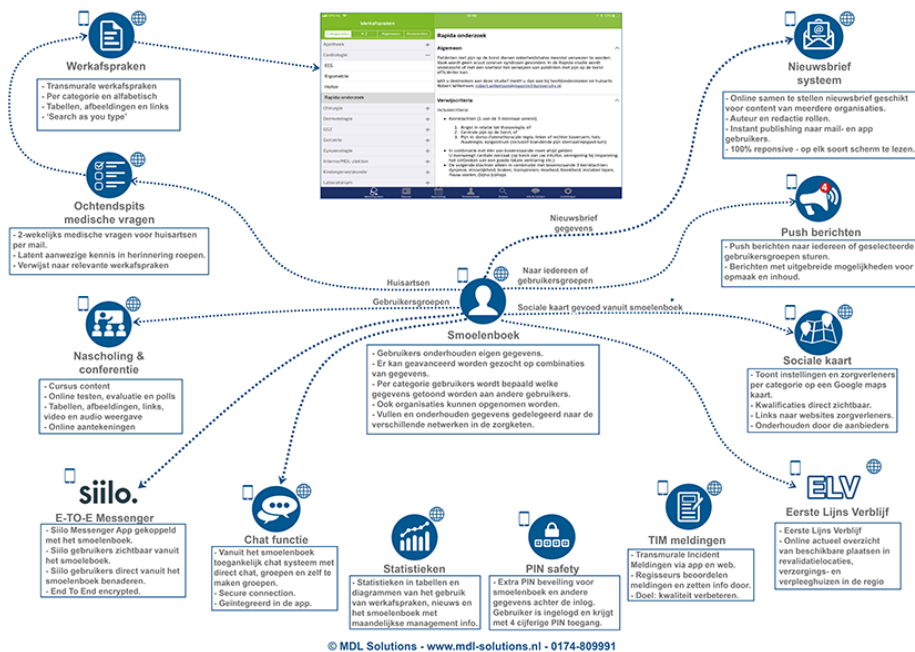 Werkafspraken
- Transmurale werkafspraken
- Per categorie en alfabetisch
- Tabellen, afbeeldingen en links
- 'Search as you type'
Werkafspraken
Apotheek
Cardiologie
ECG
Ergometrie
Holter
Rapida onderzoek
Chirurgie
Dermatologie
GGZ
Geriatrie
Gynaecologie
Kindergeneeskunde
Laboratorium
Rapida onderzoek
Algemeen
Verwijscriteria
Inclusiecriteria
Nieuwsbrief
systeem
- Online samen te stellen nieuwsbrief geschikt
voor content van meerdere organisaties.
- Auteur en redactie rollen.
- Instant publishing naar mail- en app
gebruikers.
- 100% reponsive - op elk soort scherm te lezen.
Ochtendspits
medische vragen
- 2-wekelijks medische vragen voor huisartsen
per mail.
- Latent aanwezige kennis in herinnering roepen.
- Verwijst naar relevante werkafspraken
Nieuwsbrief
gegevens
4
Push berichten
- Push berichten naar iedereen of geselecteerde
gebruikersgroepen sturen.
- Berichten met uitgebreide mogelijkheden voor
opmaak en inhoud.
Huisartsen
Naar iedereen of
gebruikersgroepen
Gebruikersgroepen
Sociale kaart gevoed vanuit smoelenboek
Smoelenboek
- Gebruikers onderhouden eigen gegevens.
- Er kan geavanceerd worden gezocht op combinaties
van gegevens.
- Per categorie gebruikers wordt bepaald welke
gegevens getoond worden aan andere gebruikers.
- Ook organisaties kunnen opgenomen worden.
- Vullen en onderhouden gegevens gedelegeerd naar de
verschillende netwerken in de zorgketen.
Nascholing &
conferentie
- Cursus content
- Online testen, evaluatie en polls
- Tabellen, afbeeldingen, links,
video en audio weergave
- Online aantekeningen
Sociale kaart
- Toont instellingen en zorgverleners
per categorie op een Google maps
kaart.
- Kwalificaties direct zichtbaar.
- Links naar websites zorgverleners.
- Onderhouden door de aanbieders
siilo.
E-TO-E Messenger
- Siilo Messenger App gekoppeld
met het smoelenboek.
- Siilo gebruikers zichtbaar vanuit
het smoeleboek.
- Siilo gebruikers direct vanuit het
smoelenboek benaderen.
- End To End encrypted.
Chat functie
- Vanuit het smoelenboek
toegankelijk chat systeem met
direct chat, groepen en zelf te
maken groepen.
- Secure connection.
- Geïntegreerd in de app.
Statistieken
- Statistieken in tabellen en
diagrammen van het gebruik
van werkafspraken, nieuws en
het smoelenboek met
maandelijkse management info.
PIN safety
- Extra PIN beveiling voor
smoelenboek en andere
gegevens achter de inlog.
Gebruiker is ingelogd en krijgt
met 4 cijferige PIN toegang.
TIM meldingen
- Transmurale Incident
Meldingen via app en web.
- Regisseurs beoordelen
meldingen en zetten info door.
- Doel: kwaliteit verbeteren.
ELV
Eerste Lijns Verblijf
- Eerste Lijns Verblijf
- Online actueel overzicht
van beschikbare plaatsen in
revalidatielocaties,
verzorgings- en
verpleeghuizen in de regio
© MDL Solutions - www.mdl-solutions.nl - 0174-809991